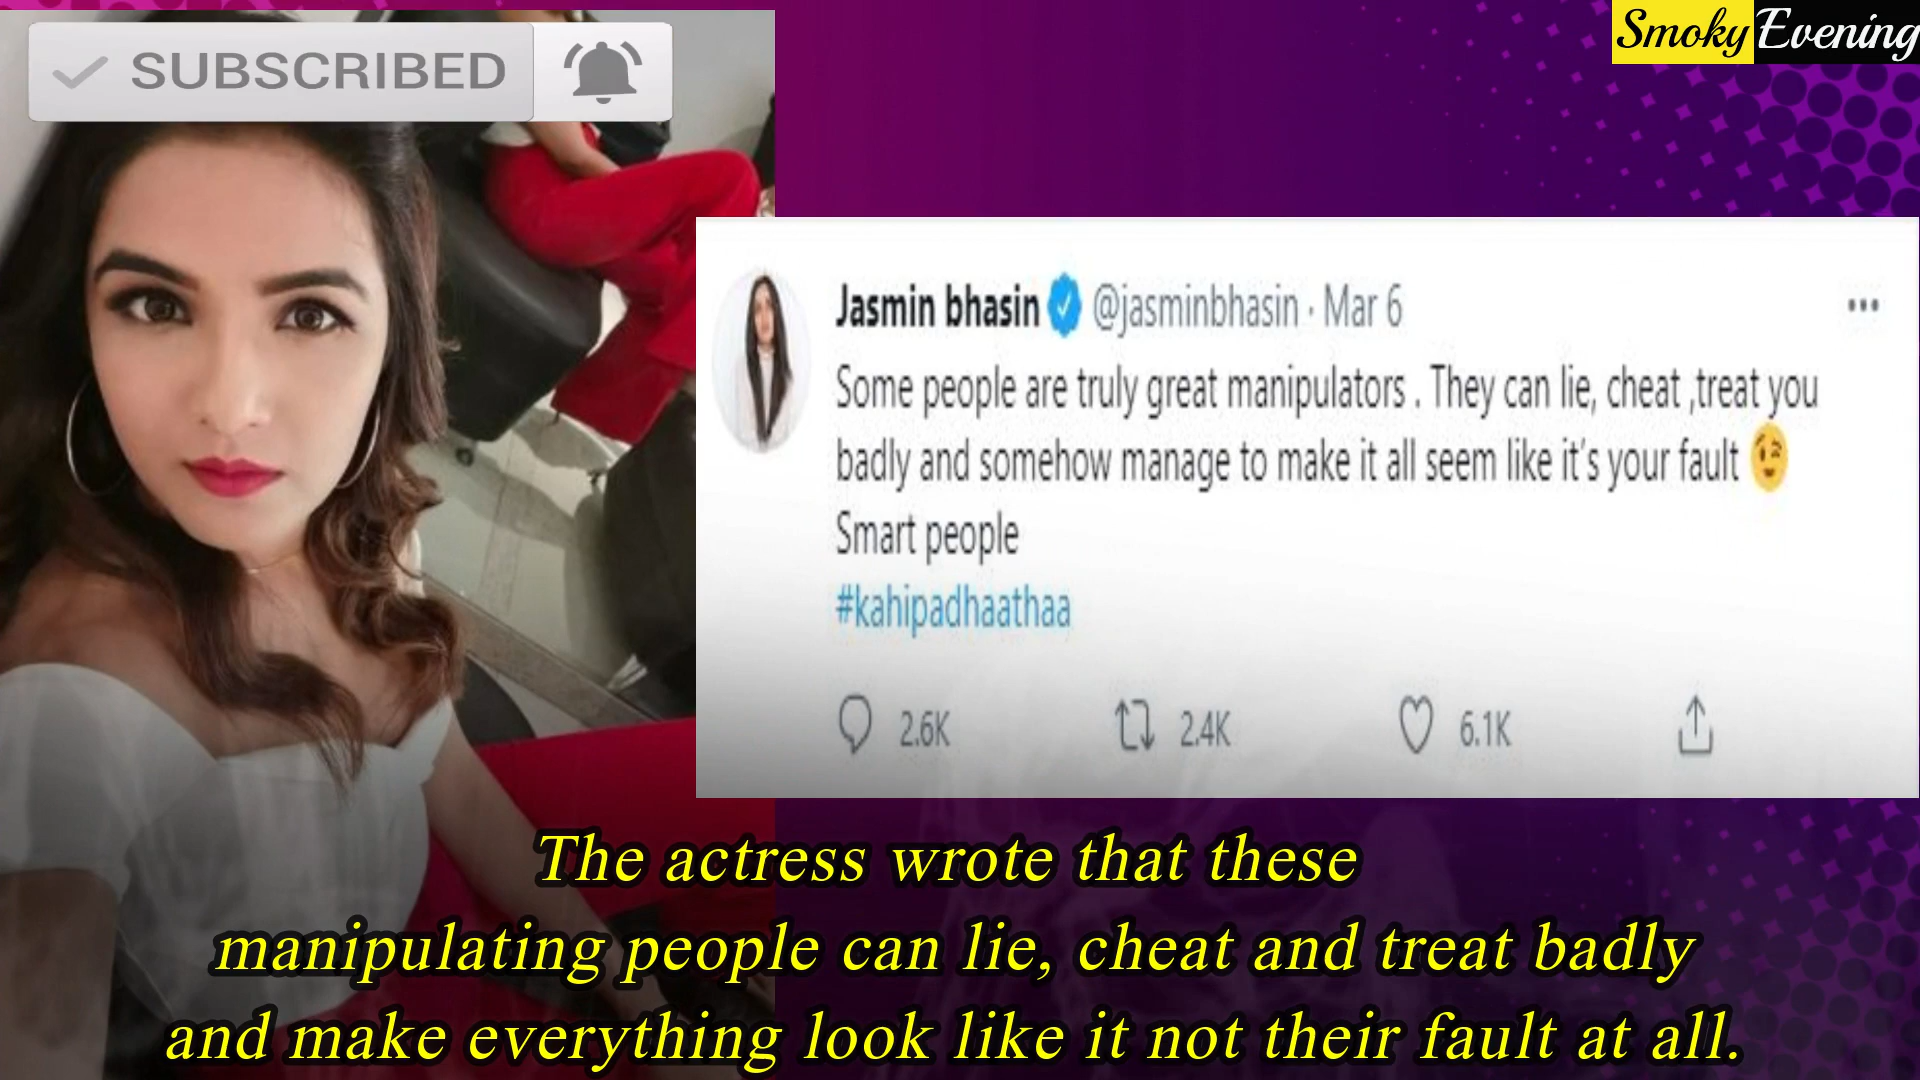 SUBSCRIBED
Smoky Evening
Jasmin bhasin @jasminbhasin · Mar 6
Some people are truly great manipulators . They can lie, cheat ,treat you
badly and somehow manage to make it all seem like it's your fault 😉
Smart people
#kahipadhaathaa
2.6K 2.4K 6.1K
The actress wrote that these
manipulating people can lie, cheat and treat badly
and make everything look like it not their fault at all.